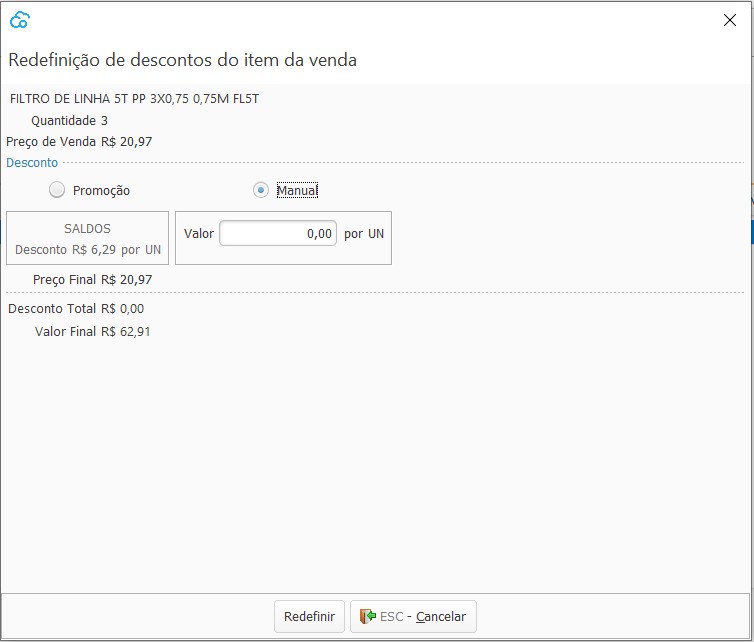 Redefinição de descontos do item da venda
FILTRO DE LINHA 5T PP 3X0,75 0,75M FL5T
Quantidade 3
Preço de Venda R$ 20,97
Desconto
Promoção Manual
SALDOS
Desconto R$ 6,29 por UN
Valor 0,00 por UN
Preço Final R$ 20,97
Desconto Total R$ 0,00
Valor Final R$ 62,91
Redefinir ESC - Cancelar